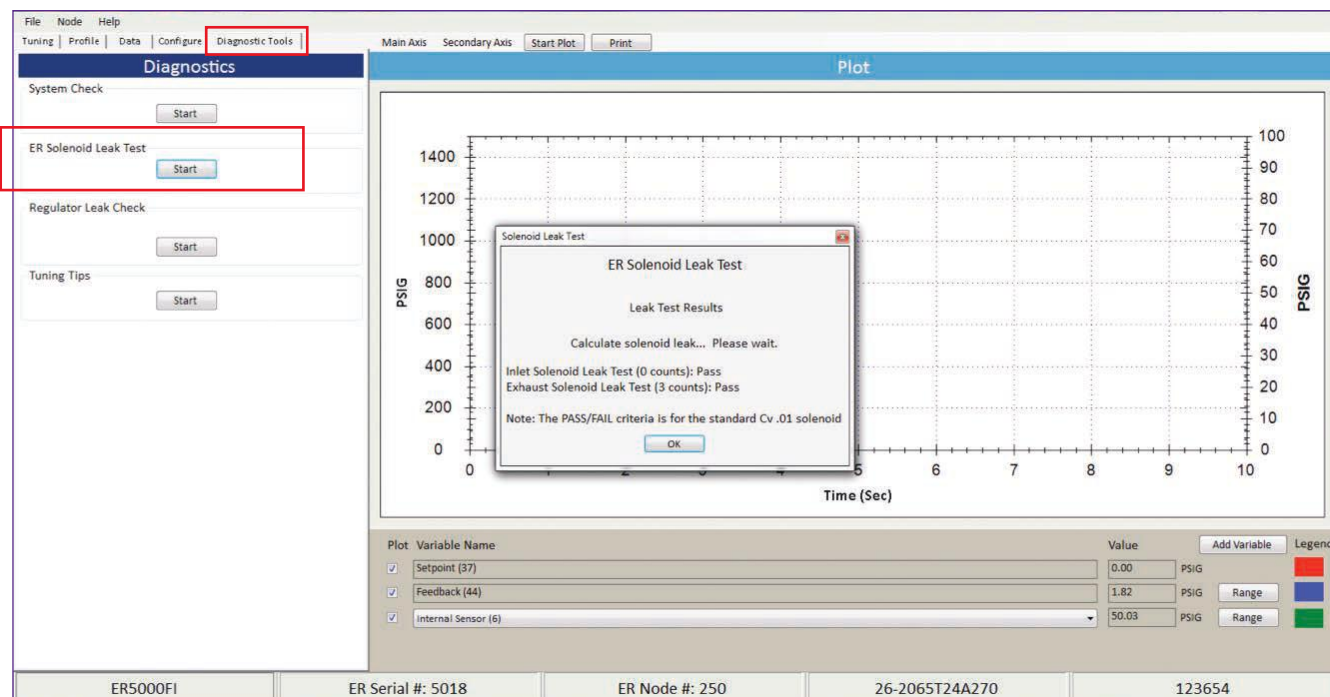 File Node Help
Tuning Profile Data Configure Diagnostic Tools Main Axis Secondary Axis Start Plot Print
Diagnostics
System Check
Start
ER Solenoid Leak Test
Start
Regulator Leak Check
Start
Tuning Tips
Start
Plot
1400
1200
1000
800
600
400
200
0
PSIG
100
90
80
70
60
50
40
30
20
10
0
PSIG
Solenoid Leak Test
ER Solenoid Leak Test
Leak Test Results
Calculate solenoid leak... Please wait.
Inlet Solenoid Leak Test (0 counts): Pass
Exhaust Solenoid Leak Test (3 counts): Pass
Note: The PASS/FAIL criteria is for the standard Cv .01 solenoid
OK
0 1 2 3 4 5 6 7 8 9 10
Time (Sec)
Plot Variable Name Value Add Variable Legend
Setpoint (37) 0.00 PSIG
Feedback (44) 1.82 PSIG Range
Internal Sensor (6) 50.03 PSIG Range
ER5000FI ER Serial #: 5018 ER Node #: 250 26-2065T24A270 123654